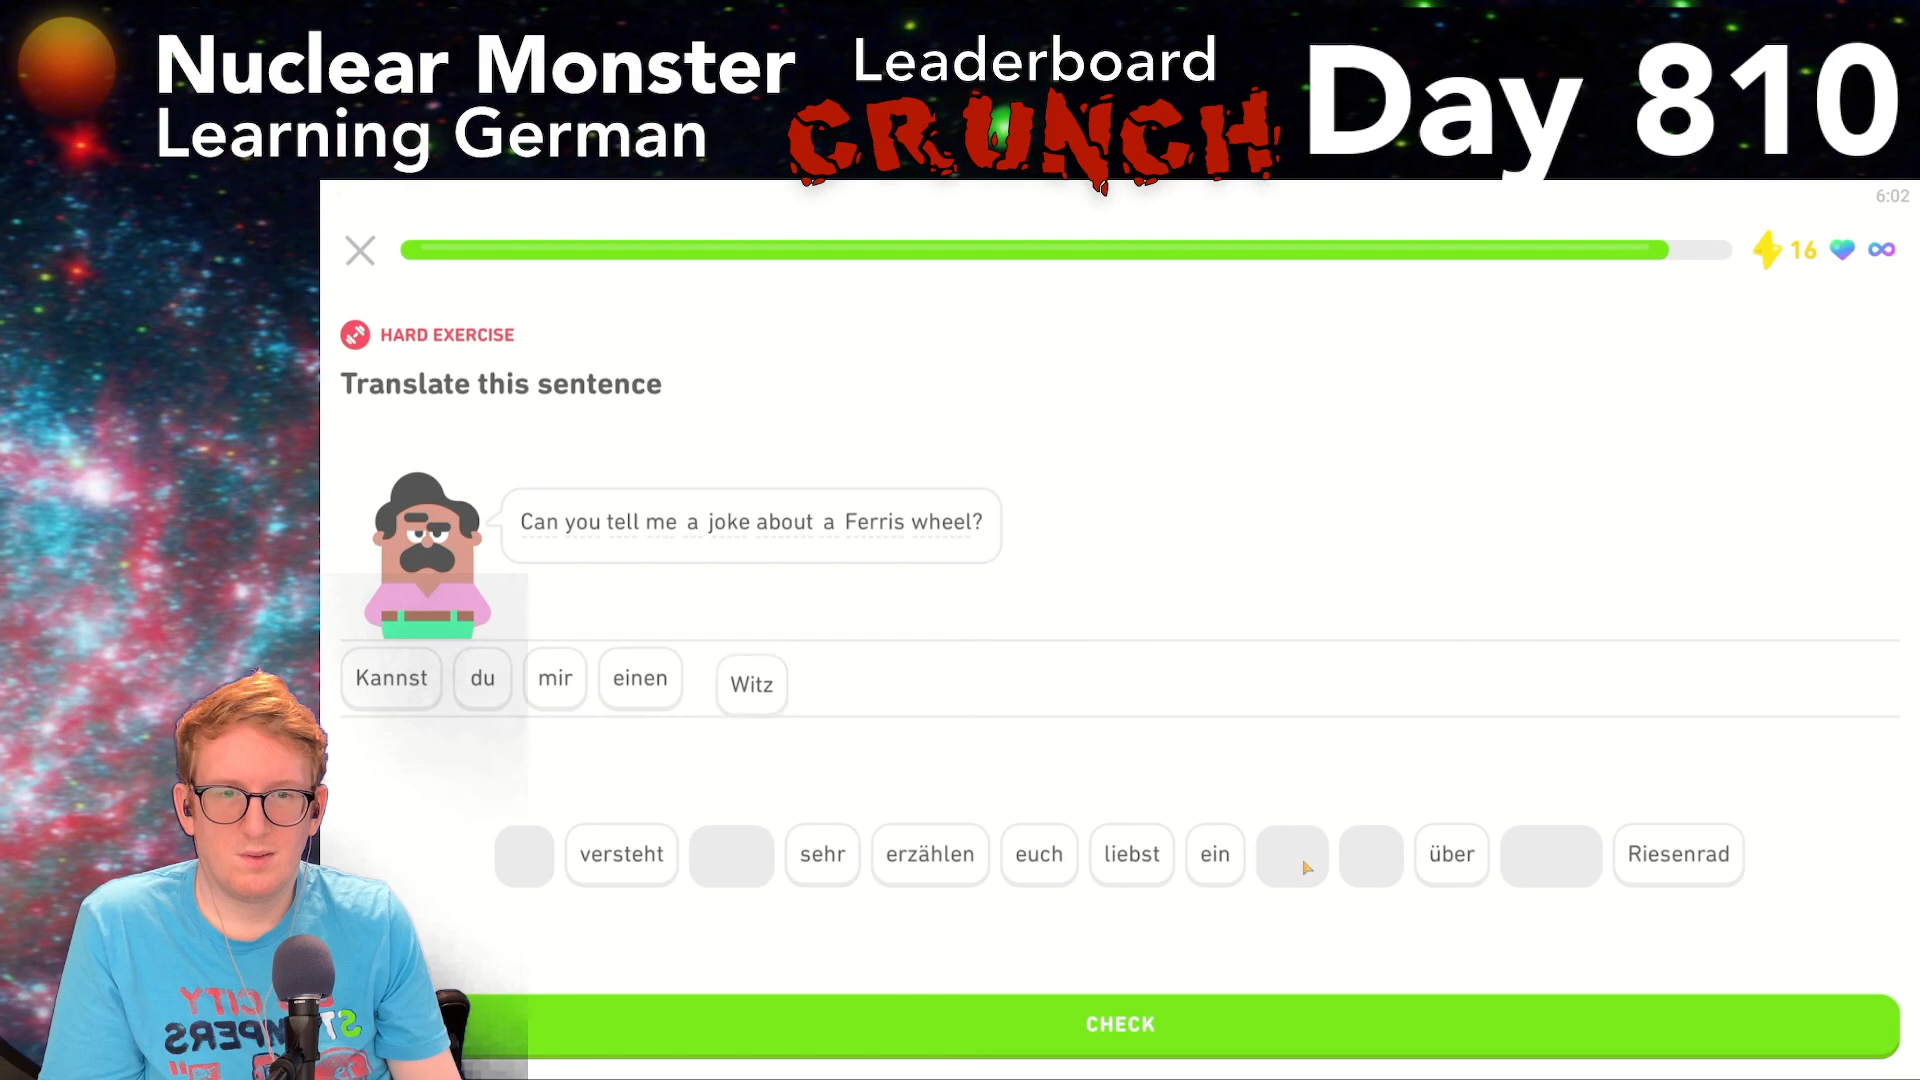 Nuclear Monster
Learning German
Leaderboard
CRUNCH
Day 810
6:02
16
HARD EXERCISE
Translate this sentence
Can you tell me a joke about a Ferris wheel?
Kannst du mir einen Witz
versteht sehr erzählen euch liebst ein über Riesenrad
CHECK
CITY